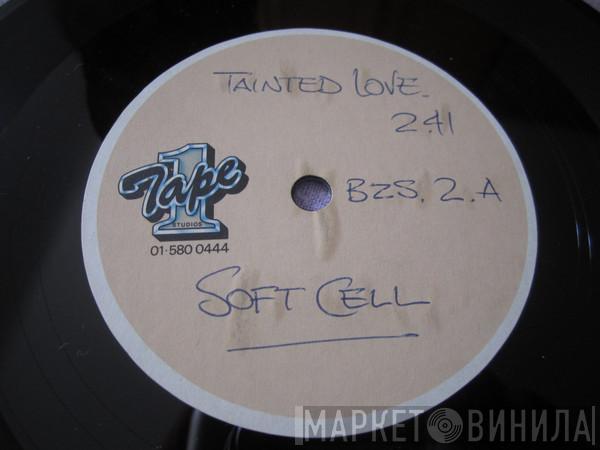 TAINTED LOVE.
2.41
Tape 1
STUDIOS
01·580 0444
BZS. 2. A
SOFT CELL
МАРКЕТ ВИНИЛА